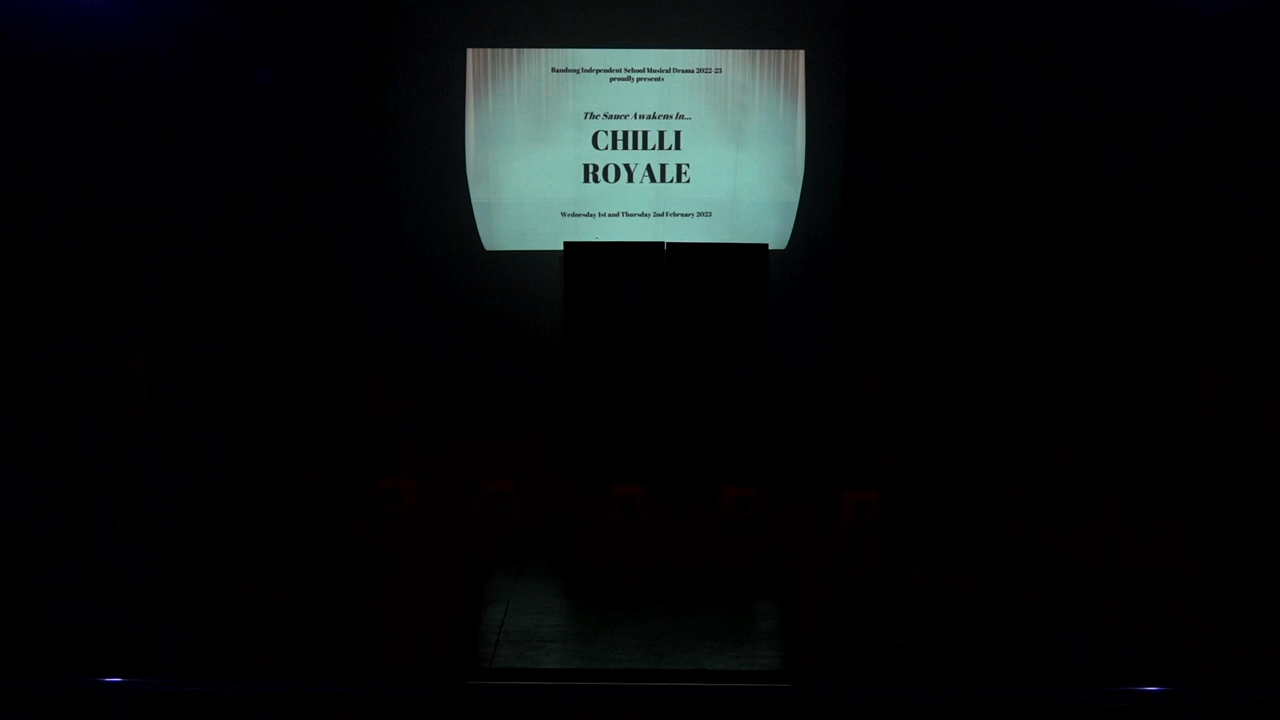 Bandung Independent School Musical Drama 2022-23
proudly presents
The Sauce Awakens In...
CHILLI
ROYALE
Wednesday 1st and Thursday 2nd February 2023